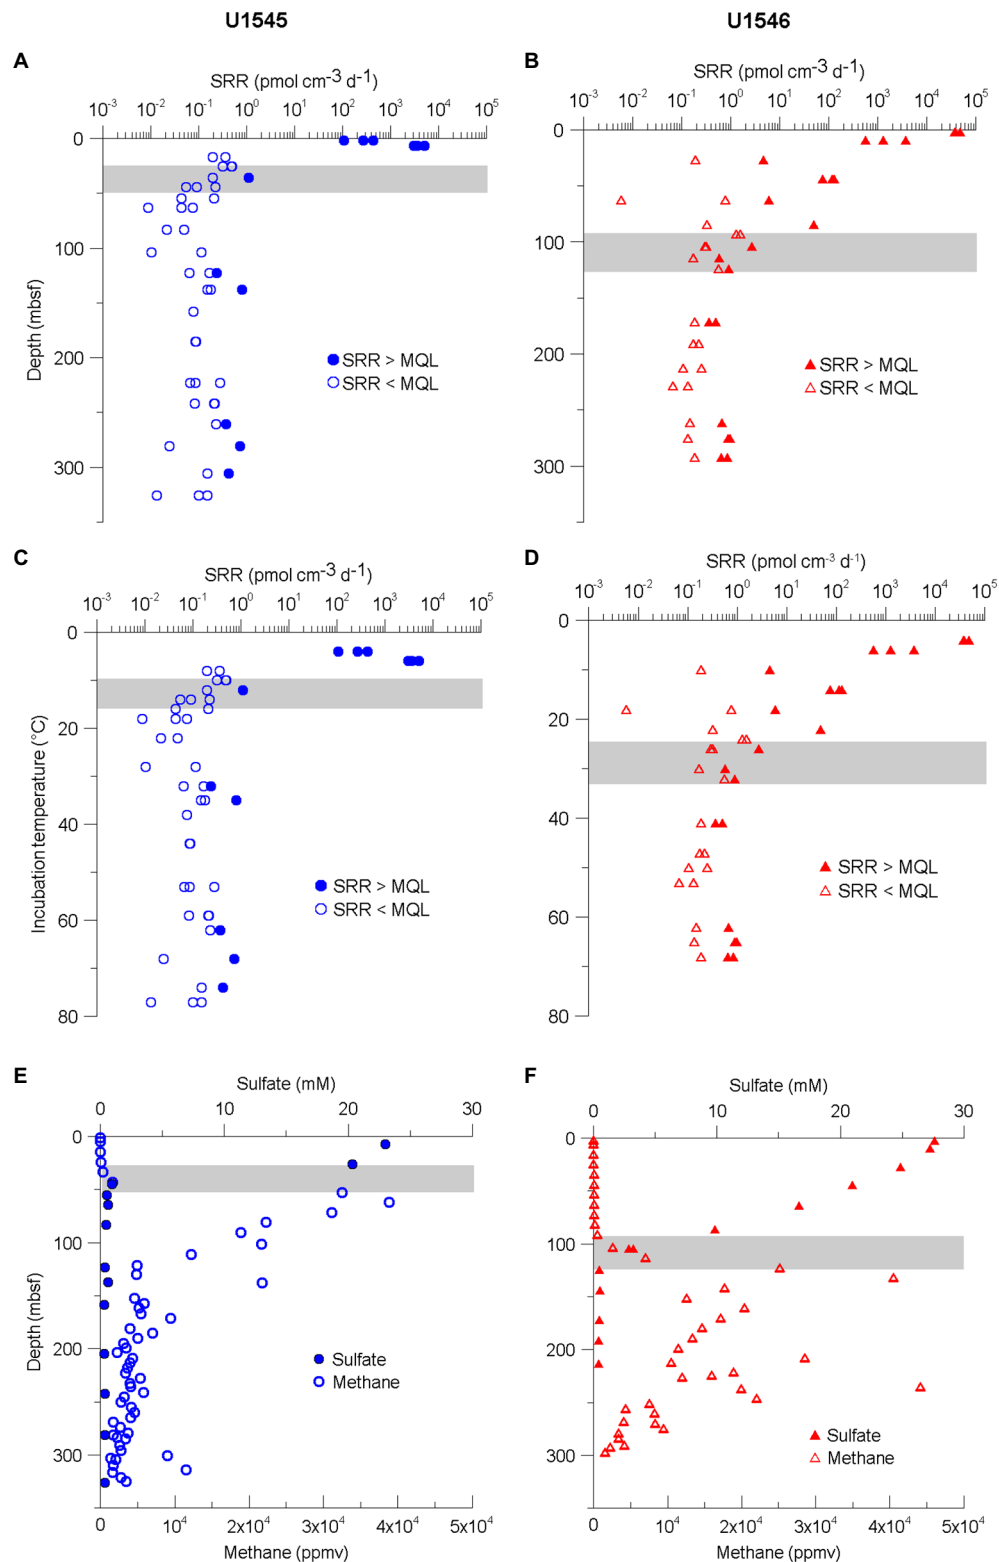 U1545
U1546
A
SRR (pmol cm-3 d-1)
10-3 10-2 10-1 100 101 102 103 104 105
0
100
200
300
Depth (mbsf)
SRR > MQL
SRR < MQL
B
SRR (pmol cm-3 d-1)
10-3 10-2 10-1 100 101 102 103 104 105
0
100
200
300
SRR > MQL
SRR < MQL
C
SRR (pmol cm-3 d-1)
10-3 10-2 10-1 100 101 102 103 104 105
0
20
40
60
80
Incubation temperature (°C)
SRR > MQL
SRR < MQL
D
SRR (pmol cm-3 d-1)
10-3 10-2 10-1 100 101 102 103 104 105
0
20
40
60
80
SRR > MQL
SRR < MQL
E
Sulfate (mM)
0 10 20 30
0
100
200
300
Depth (mbsf)
Sulfate
Methane
0 104 2x104 3x104 4x104 5x104
Methane (ppmv)
F
Sulfate (mM)
0 10 20 30
0
100
200
300
Sulfate
Methane
0 104 2x104 3x104 4x104 5x104
Methane (ppmv)